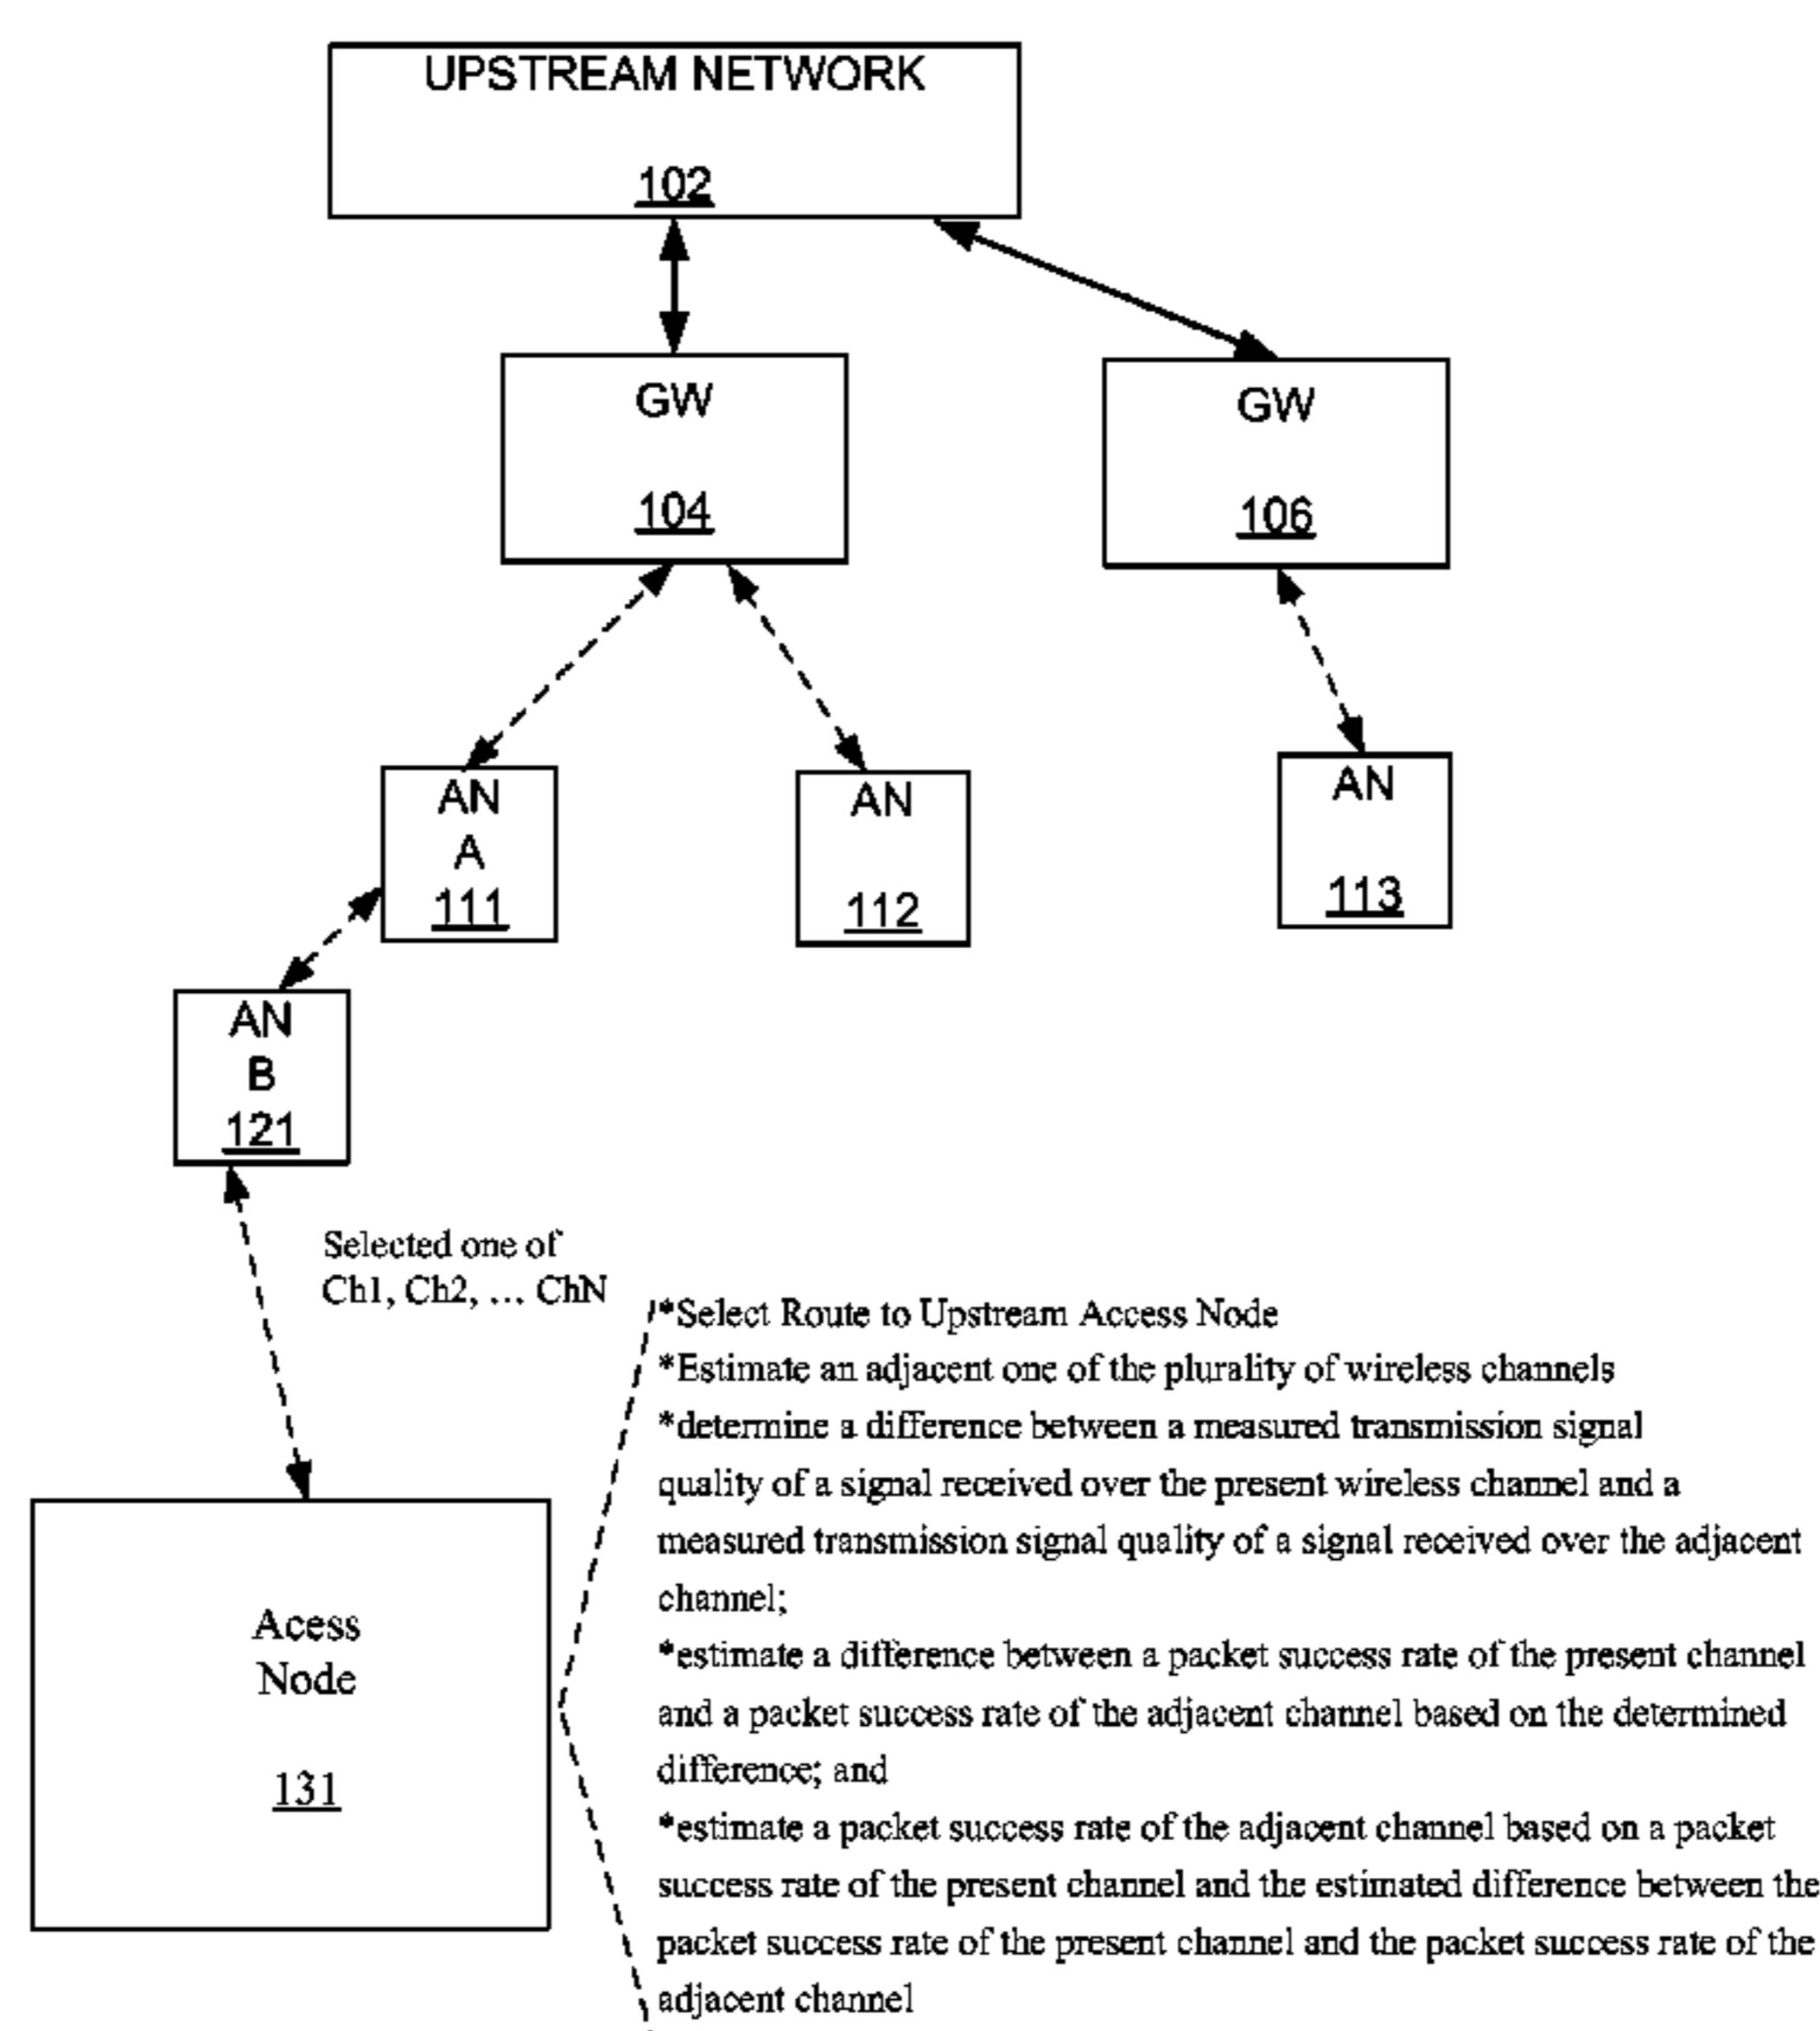 UPSTREAM NETWORK
102
GW
104
GW
106
AN
A
111
AN
112
AN
113
AN
B
121
Selected one of
Ch1, Ch2, ... ChN
Acess
Node
131
*Select Route to Upstream Access Node
*Estimate an adjacent one of the plurality of wireless channels
*determine a difference between a measured transmission signal
quality of a signal received over the present wireless channel and a
measured transmission signal quality of a signal received over the adjacent
channel;
*estimate a difference between a packet success rate of the present channel
and a packet success rate of the adjacent channel based on the determined
difference; and
*estimate a packet success rate of the adjacent channel based on a packet
success rate of the present channel and the estimated difference between the
packet success rate of the present channel and the packet success rate of the
adjacent channel